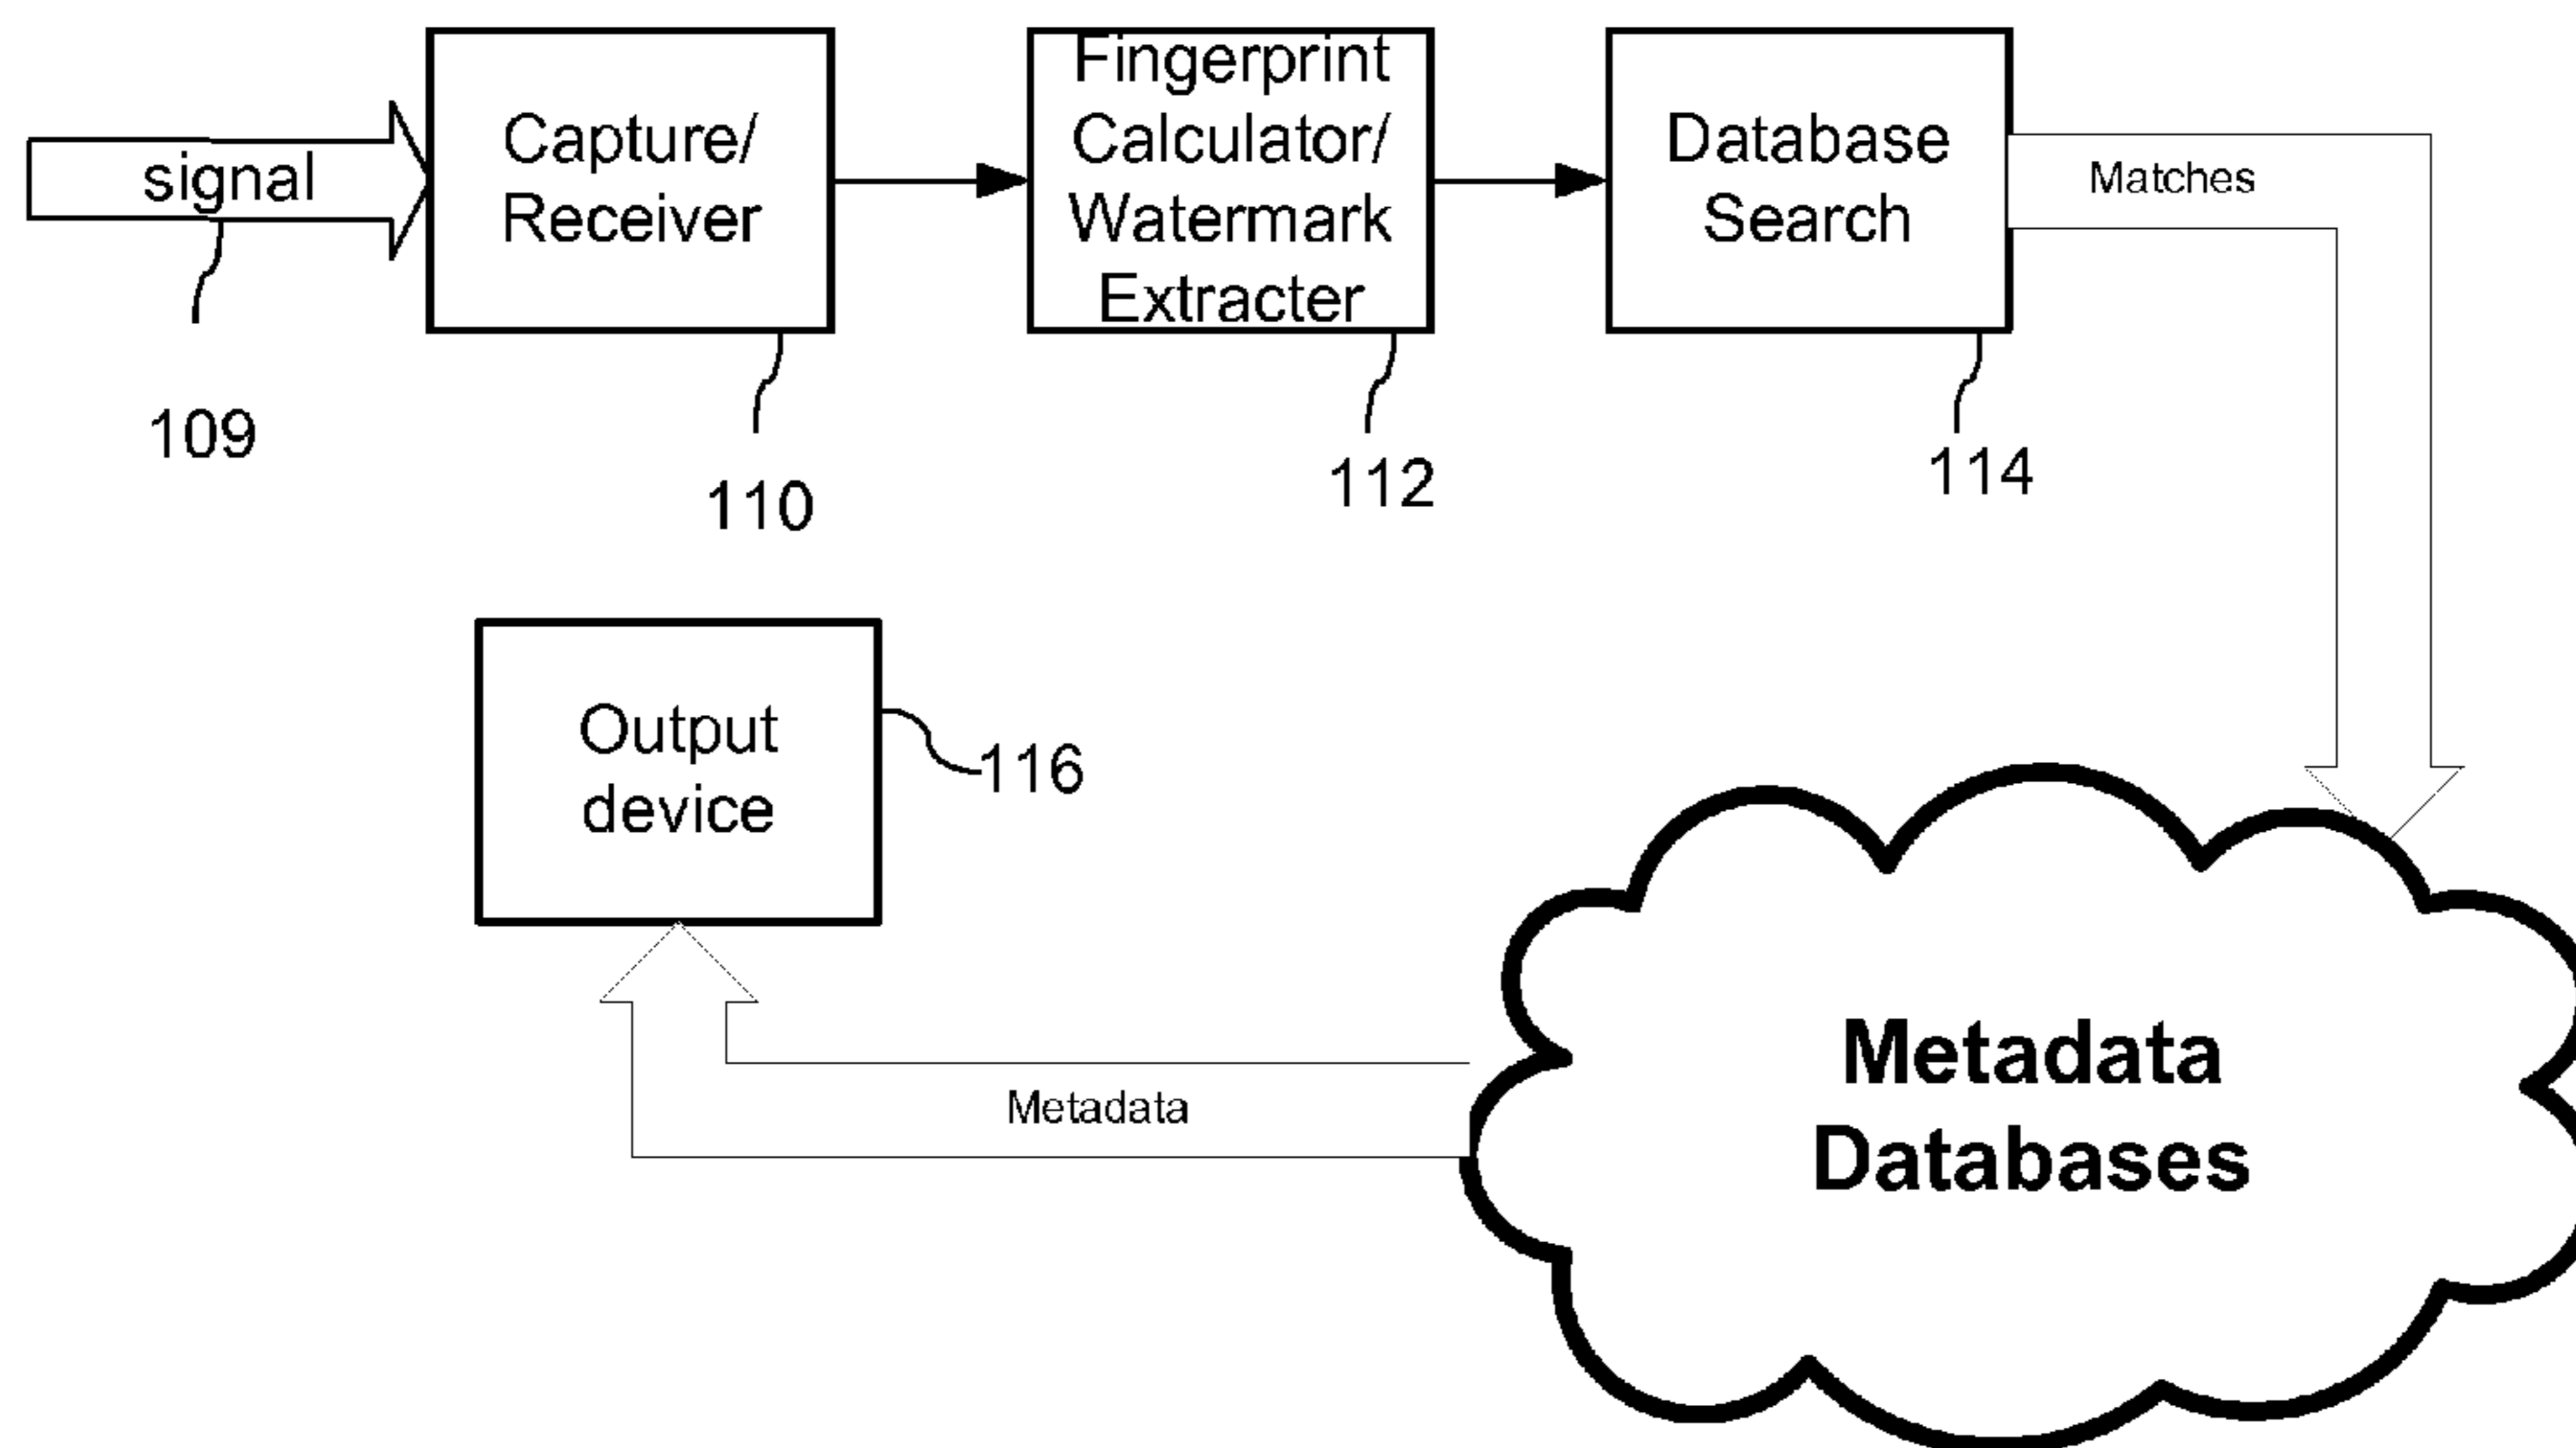 signal
109
Capture/
Receiver
110
Fingerprint
Calculator/
Watermark
Extracter
112
Database
Search
114
Matches
Output
device
116
Metadata
Databases
Metadata